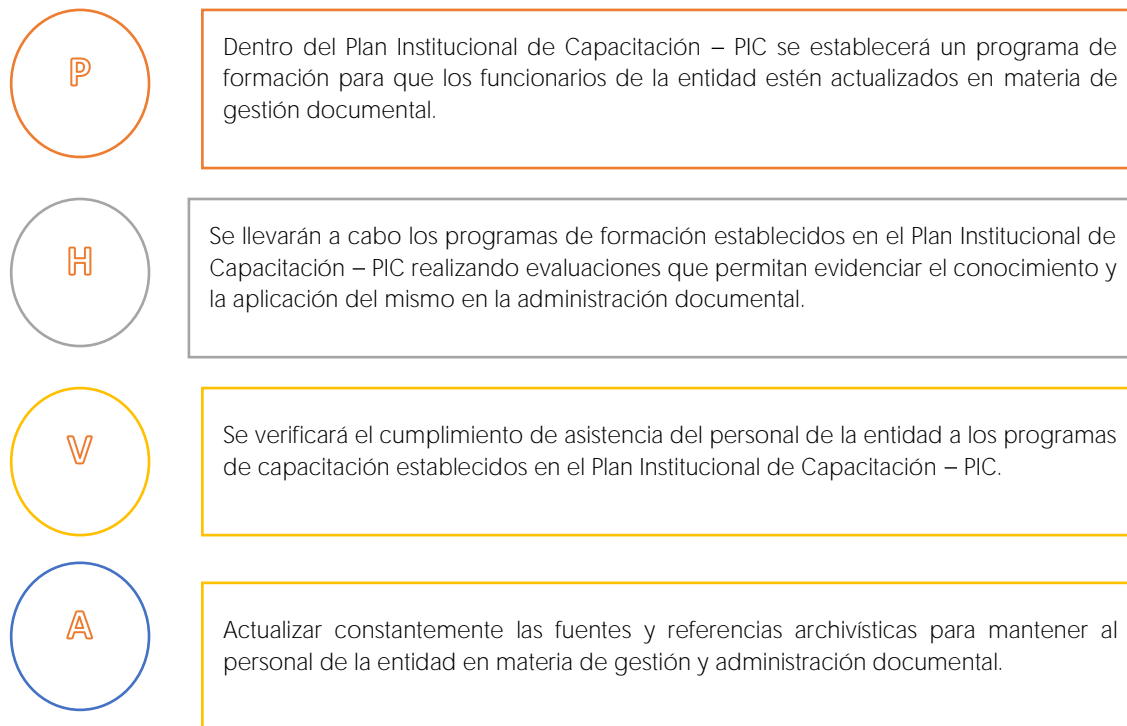 P
Dentro del Plan Institucional de Capacitación – PIC se establecerá un programa de
formación para que los funcionarios de la entidad estén actualizados en materia de
gestión documental.
H
Se llevarán a cabo los programas de formación establecidos en el Plan Institucional de
Capacitación – PIC realizando evaluaciones que permitan evidenciar el conocimiento y
la aplicación del mismo en la administración documental.
V
Se verificará el cumplimiento de asistencia del personal de la entidad a los programas
de capacitación establecidos en el Plan Institucional de Capacitación – PIC.
A
Actualizar constantemente las fuentes y referencias archivísticas para mantener al
personal de la entidad en materia de gestión y administración documental.